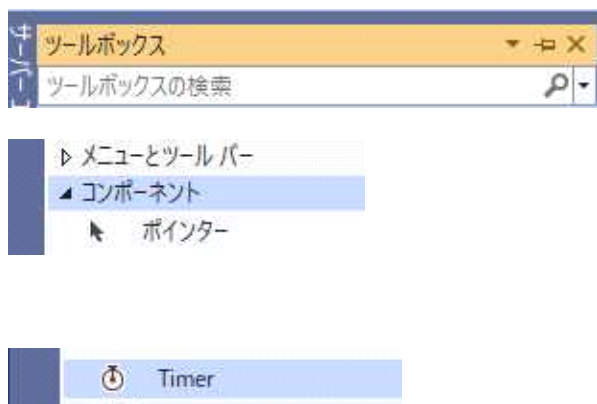 ツールボックス
ツールボックスの検索
メニューとツール バー
コンポーネント
ポインター
Timer